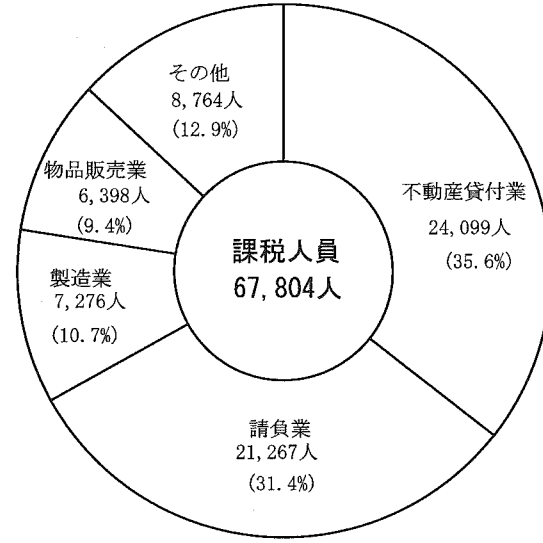 その他
8,764人
(12.9%)
物品販売業
6,398人
(9.4%)
製造業
7,276人
(10.7%)
不動産貸付業
24,099人
(35.6%)
課税人員
67,804人
請負業
21,267人
(31.4%)